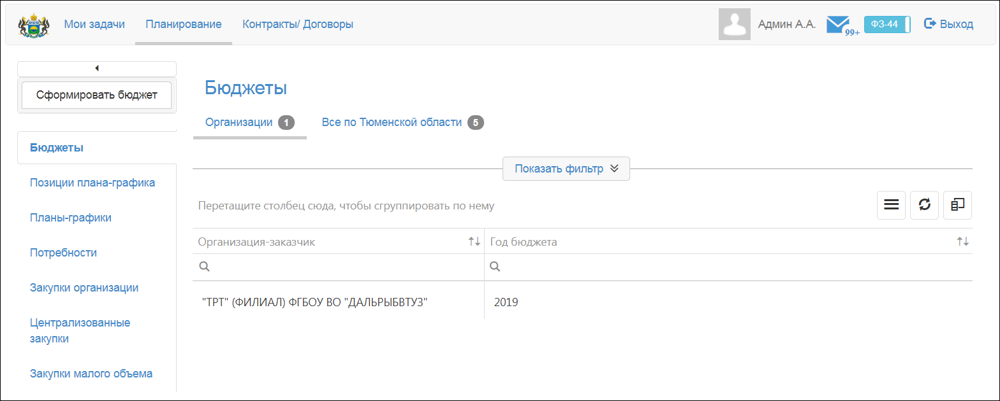 Мои задачи Планирование Контракты/ Договоры Админ А.А. 99+ ФЗ-44 Выход
Сформировать бюджет
Бюджеты
Организации 1 Все по Тюменской области 5
Бюджеты
Позиции плана-графика
Планы-графики
Потребности
Закупки организации
Централизованные
закупки
Закупки малого объема
Показать фильтр
Перетащите столбец сюда, чтобы сгруппировать по нему
Организация-заказчик Год бюджета
"ТРТ" (ФИЛИАЛ) ФГБОУ ВО "ДАЛЬРЫБВТУЗ" 2019